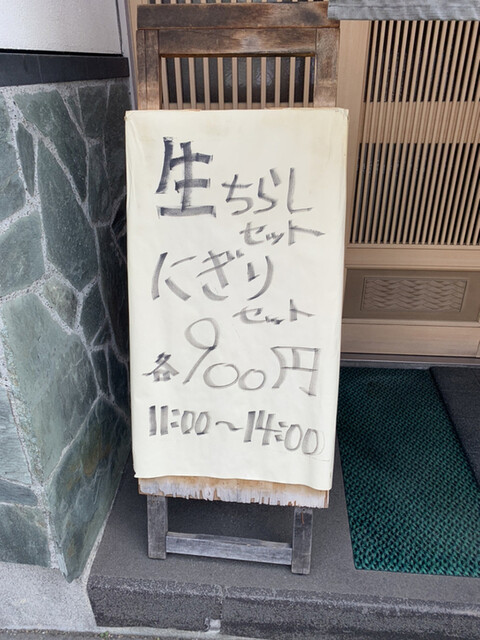 生ちらし
セット
にぎり
セット
各900円
11:00～14:00